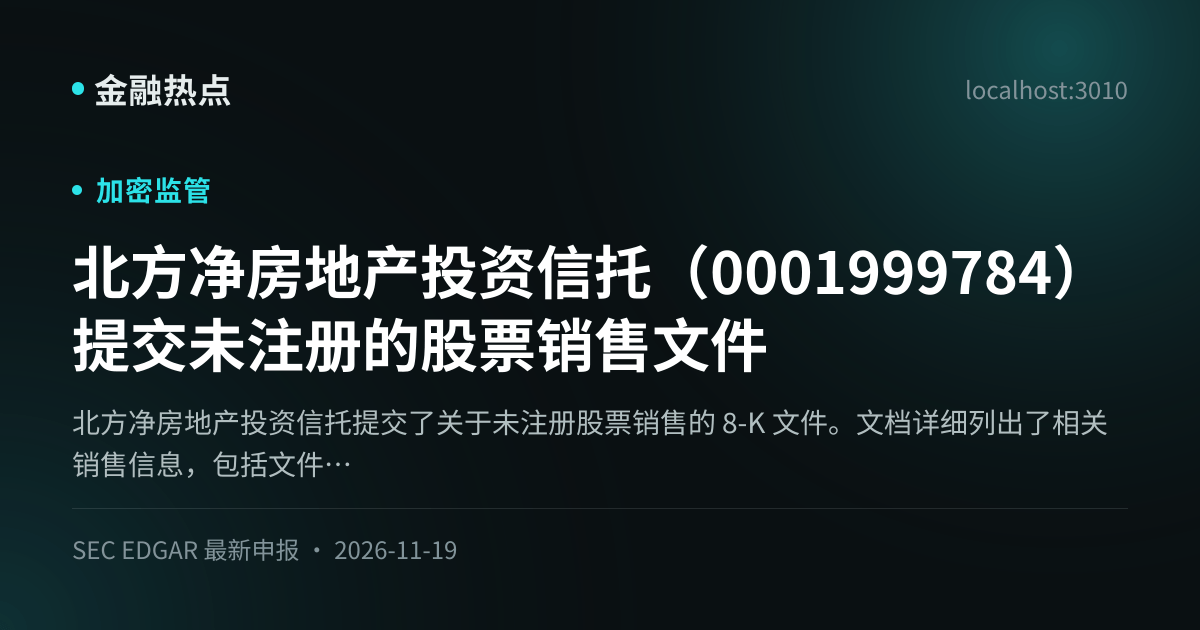 金融热点
localhost:3010
加密监管
北方净房地产投资信托（0001999784）
提交未注册的股票销售文件
北方净房地产投资信托提交了关于未注册股票销售的 8-K 文件。文档详细列出了相关
销售信息，包括文件…
SEC EDGAR 最新申报 · 2026-11-19